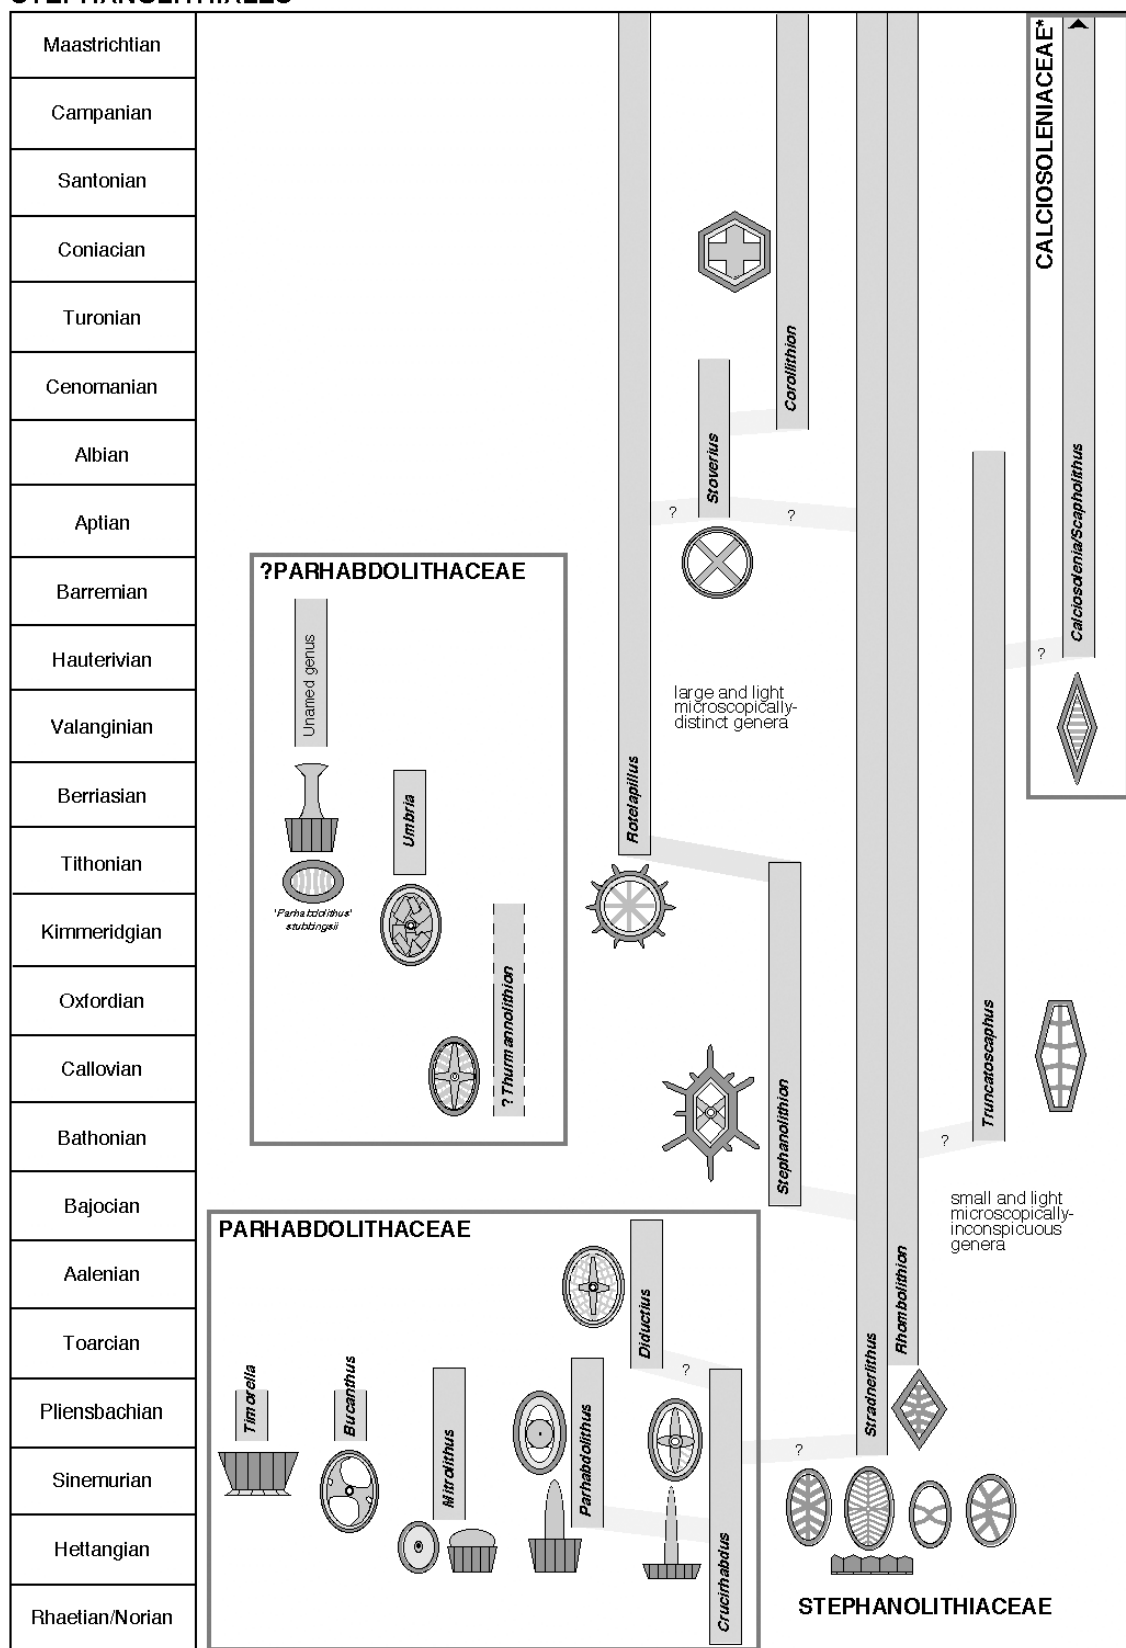 STEPHANOLITHIALES
Maastrichtian
Campanian
Santonian
Coniacian
Turonian
Cenomanian
Albian
Aptian
Barremian
Hauterivian
Valanginian
Berriasian
Tithonian
Kimmeridgian
Oxfordian
Callovian
Bathonian
Bajocian
Aalenian
Toarcian
Pliensbachian
Sinemurian
Hettangian
Rhaetian/Norian
CALCIOSOLENIACEAE*
Calciosolenia/Scapholithus
?
Corollithion
Stoverius
?
?
?PARHABDOLITHACEAE
Unamed genus
'Parhabdolithus'
stubbingsii
Umbria
? Thurmannolithion
large and light
microscopically-
distinct genera
Rotelapillus
Stephanolithion
Truncatoscaphus
?
small and light
microscopically-
inconspicuous
genera
Rhombolithion
Stradnerlithus
?
PARHABDOLITHACEAE
Diductius
?
Timorella
Bucanthus
Mitrolithus
Parhabdolithus
Crucirhabdus
STEPHANOLITHIACEAE